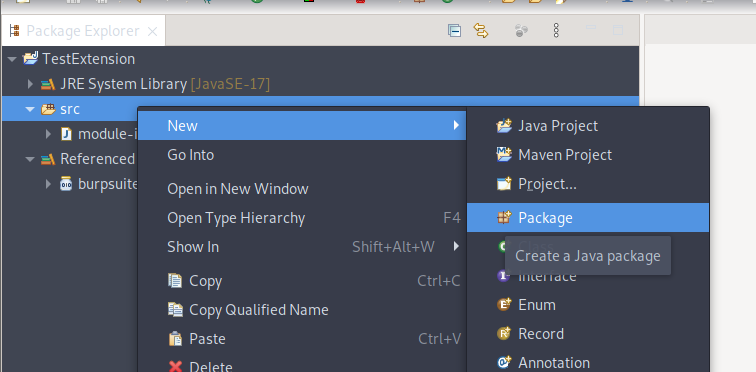 Package Explorer
TestExtension
JRE System Library [JavaSE-17]
src
module-i
Referenced
burpsuite
New
Go Into
Open in New Window
Open Type Hierarchy F4
Show In Shift+Alt+W
Copy Ctrl+C
Copy Qualified Name
Paste Ctrl+V
Delete
Java Project
Maven Project
Project...
Package
Create a Java package
Interface
Enum
Record
Annotation